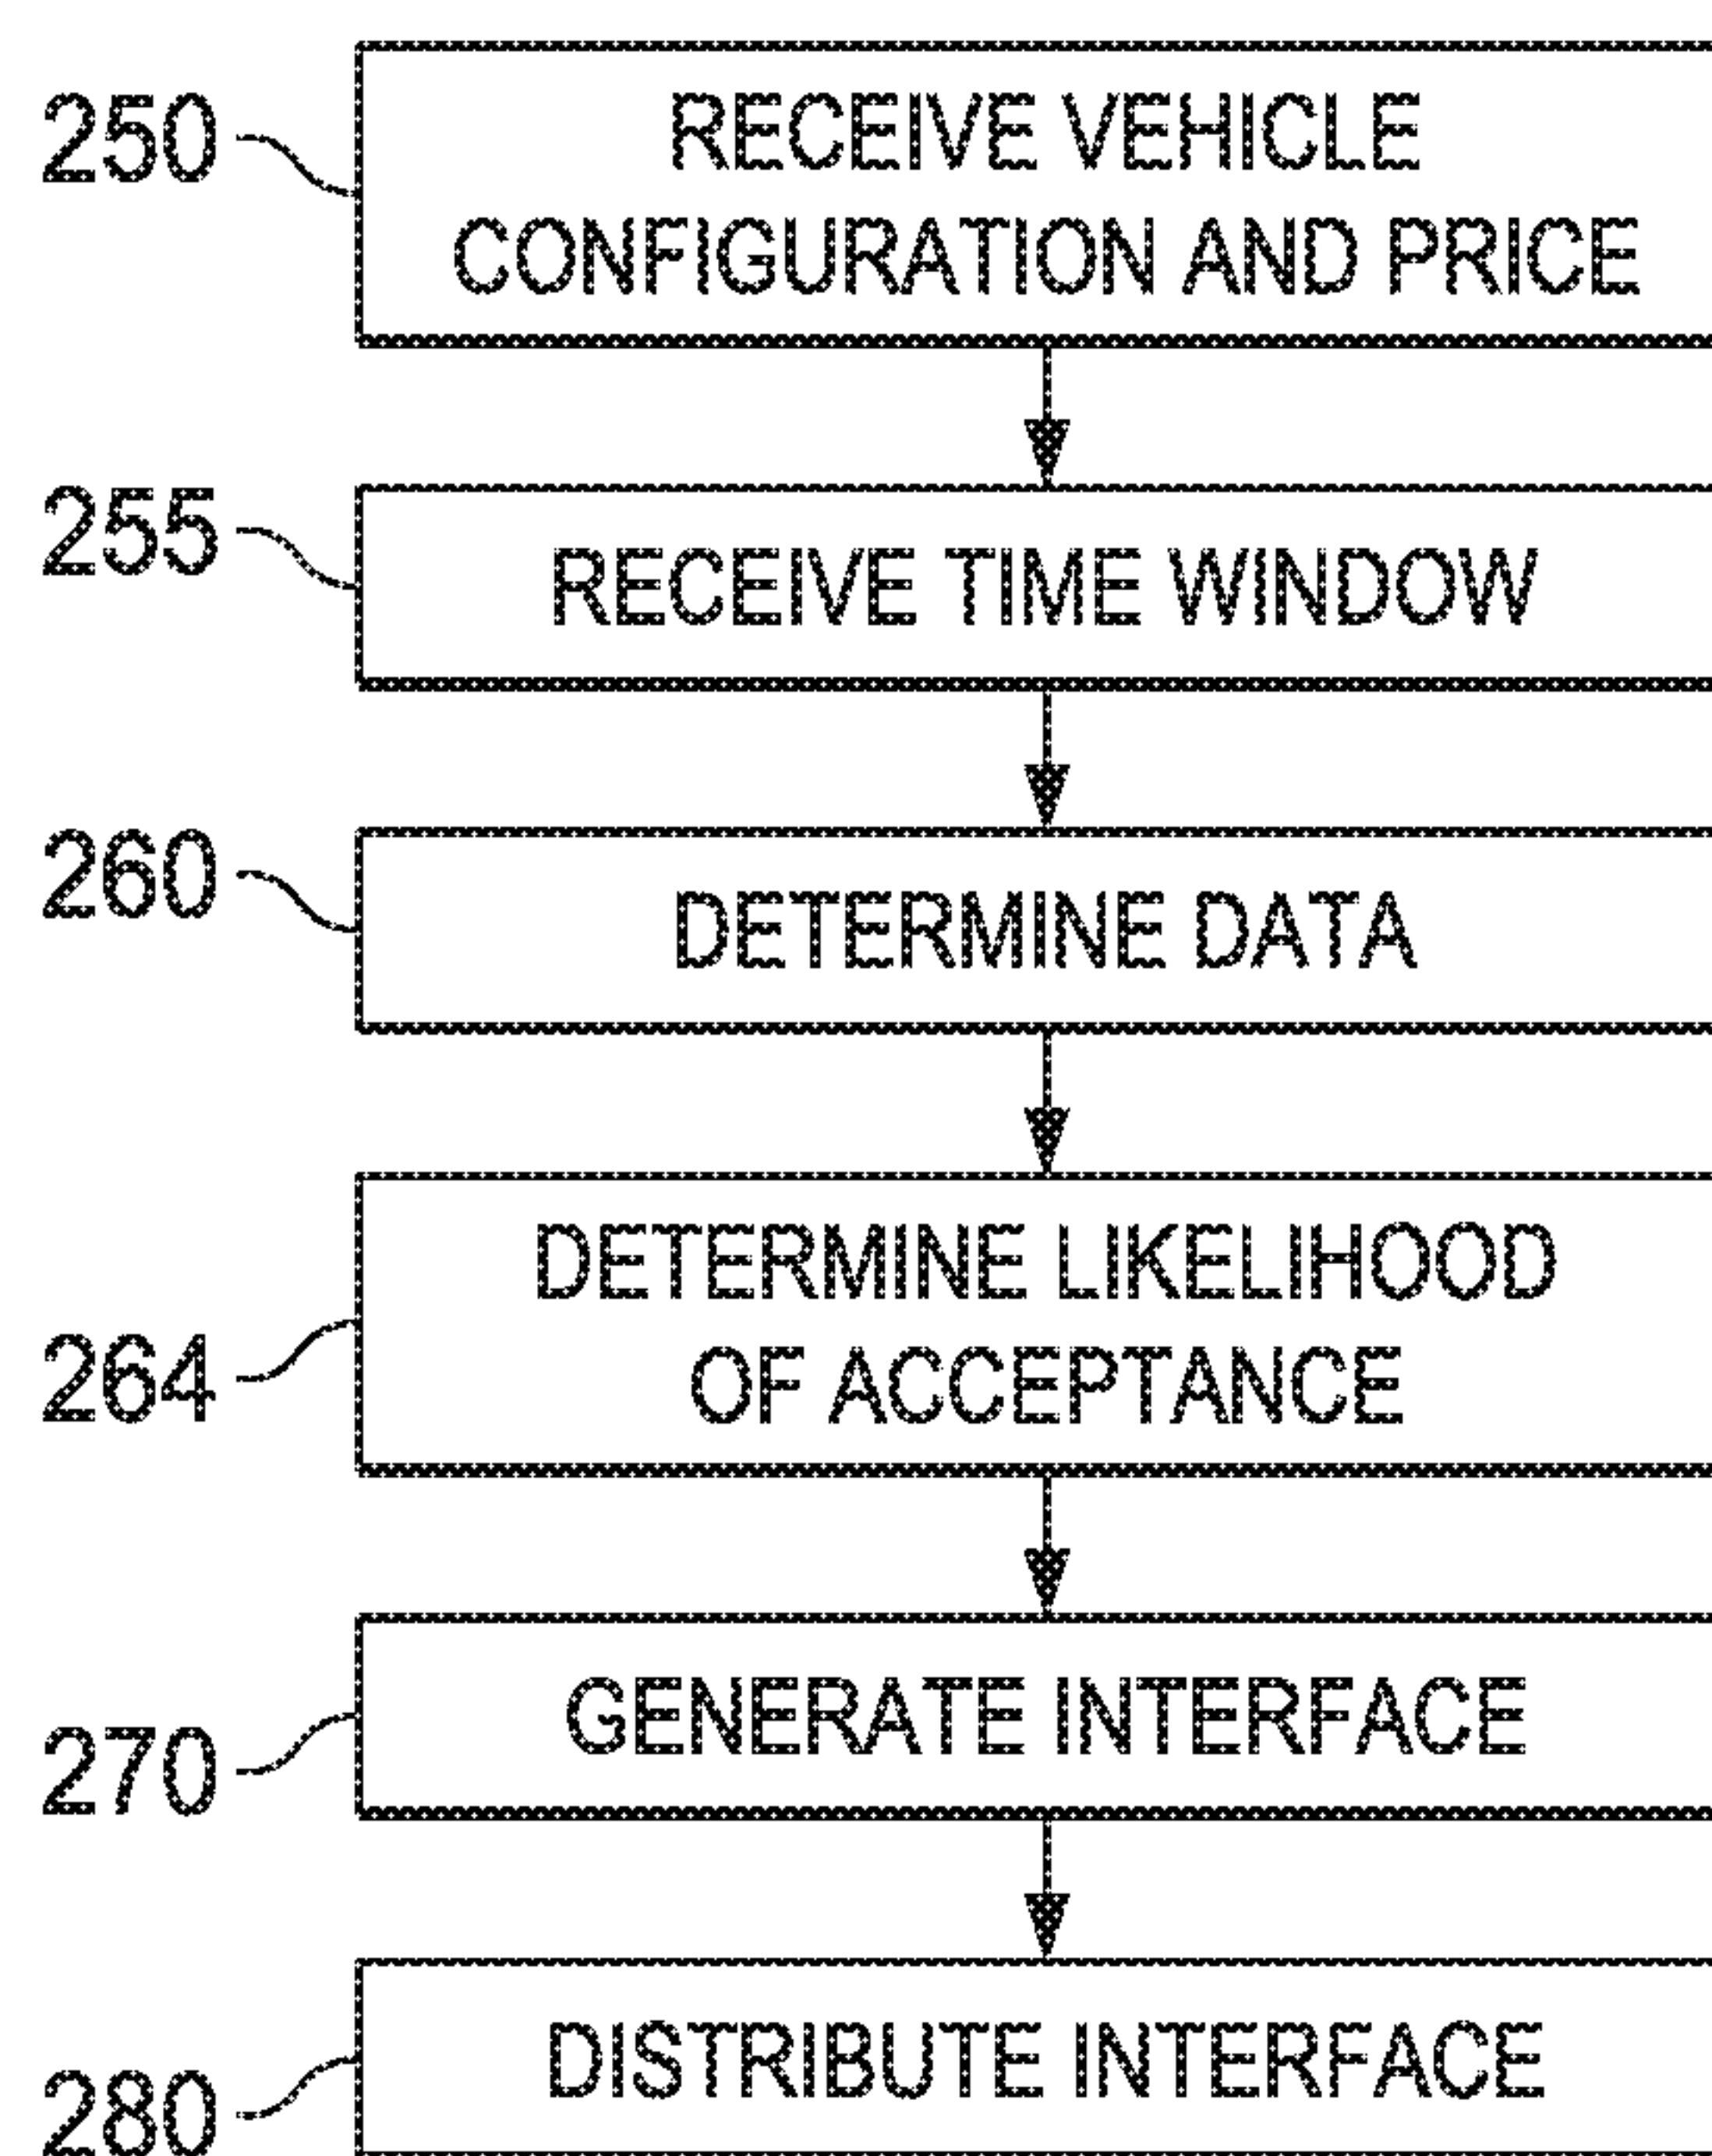 250
RECEIVE VEHICLE
CONFIGURATION AND PRICE
255
RECEIVE TIME WINDOW
260
DETERMINE DATA
DETERMINE LIKELIHOOD
264
OF ACCEPTANCE
270
GENERATE INTERFACE
280
DISTRIBUTE INTERFACE